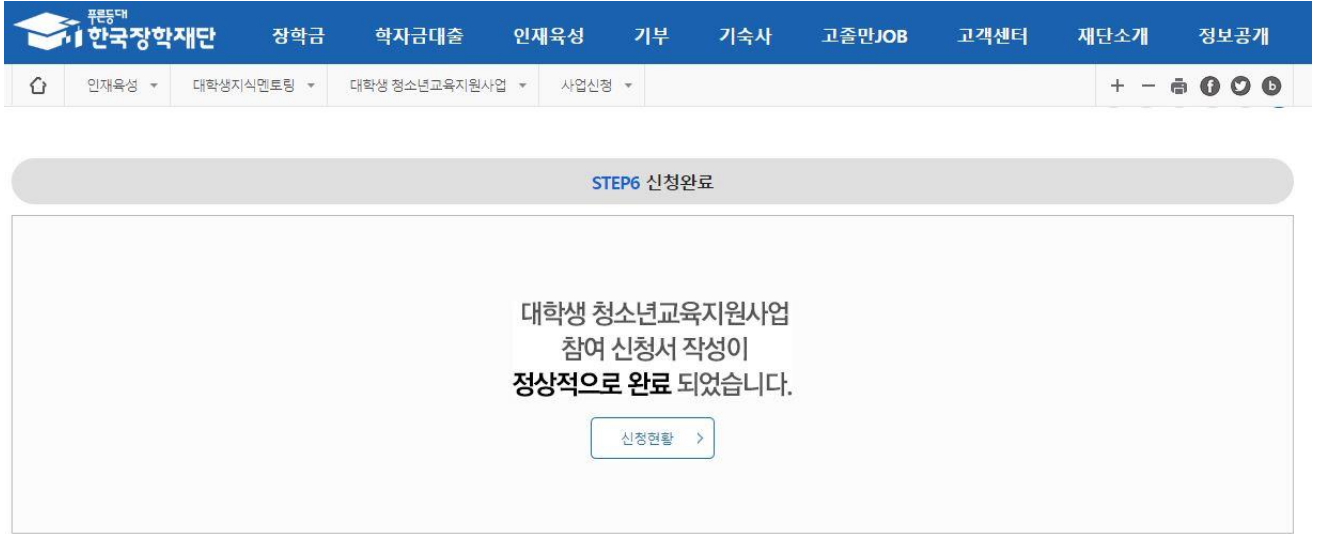 푸른등대
한국장학재단 장학금 학자금대출 인재육성 기부 기숙사 고졸만JOB 고객센터 재단소개 정보공개
인재육성 대학생지식멘토링 대학생 청소년교육지원사업 사업신청
STEP6 신청완료
대학생 청소년교육지원사업
참여 신청서 작성이
정상적으로 완료 되었습니다.
신청현황